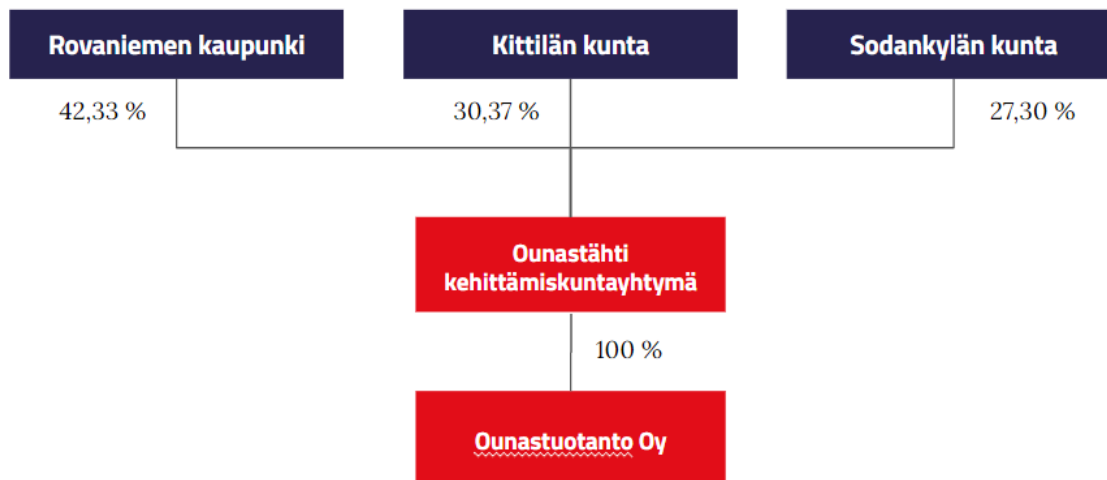 Rovaniemen kaupunki
Kittilän kunta
Sodankylän kunta
42,33 %
30,37 %
27,30 %
Ounastähti
kehittämiskuntayhtymä
100 %
Ounastuotanto Oy